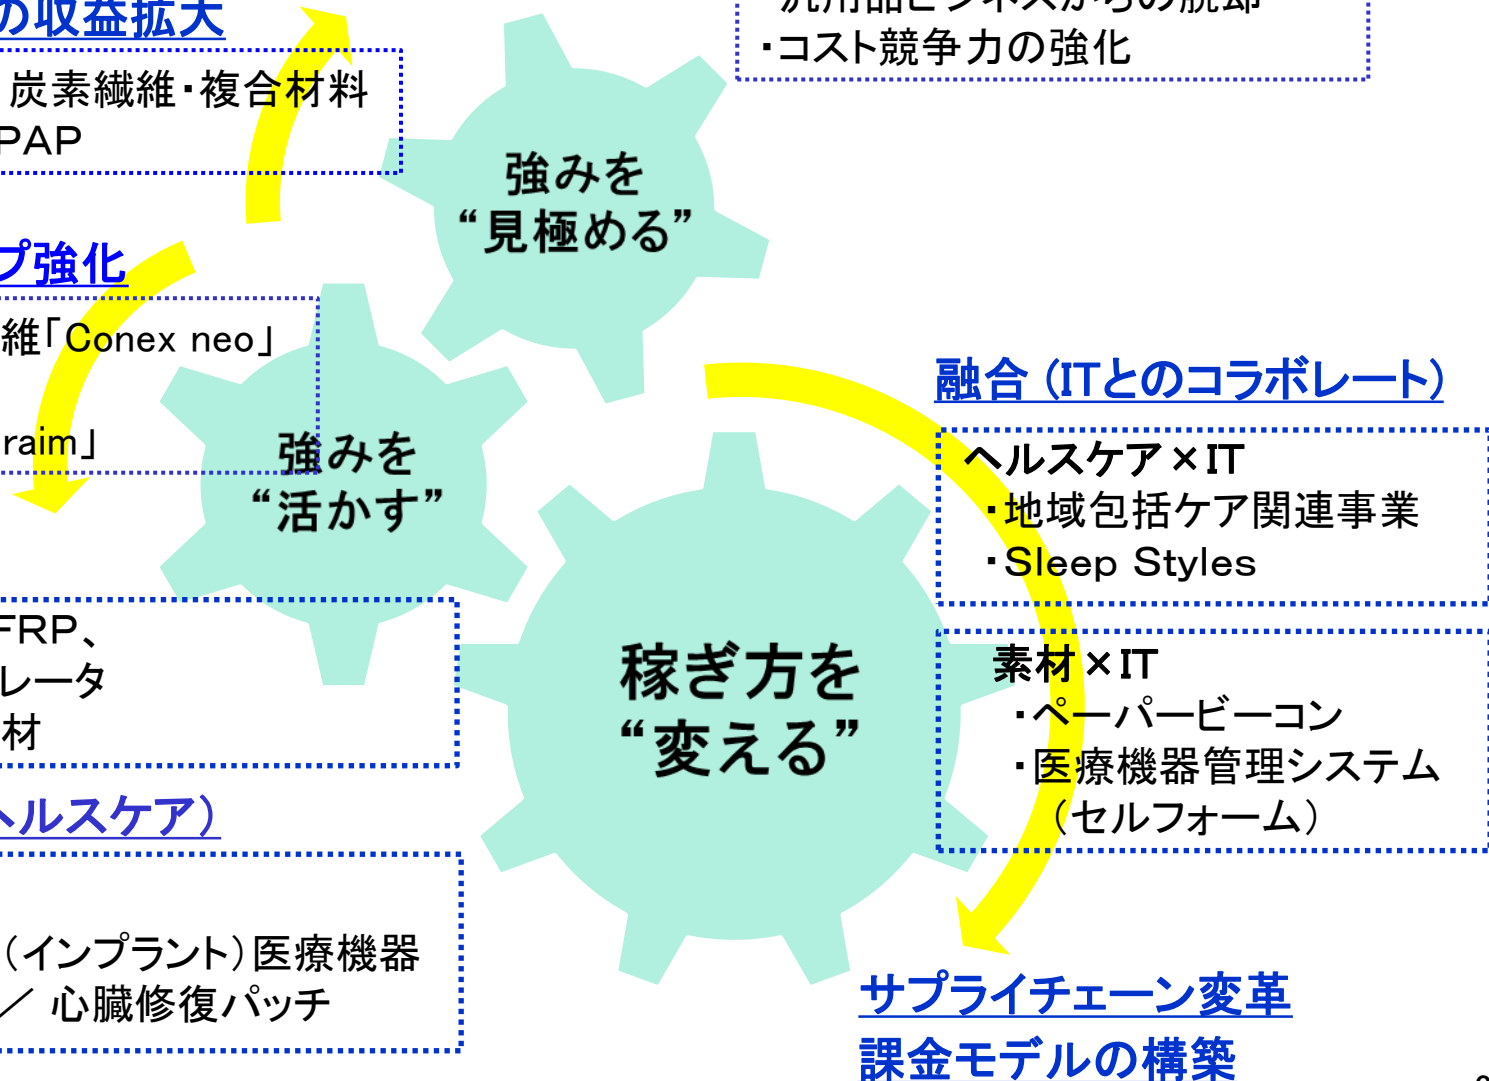 の収益拡大
炭素繊維・複合材料
PAP
・コスト競争力の強化
強みを
“見極める”
プ強化
維「Conex neo」
raim」
強みを
“活かす”
融合 (ITとのコラボレート)
ヘルスケア×IT
・地域包括ケア関連事業
・Sleep Styles
素材×IT
・ペーパービーコン
・医療機器管理システム
（セルフォーム）
FRP、
レータ
材
稼ぎ方を
“変える”
ヘルスケア）
（インプラント）医療機器
／ 心臓修復パッチ
サプライチェーン変革
課金モデルの構築